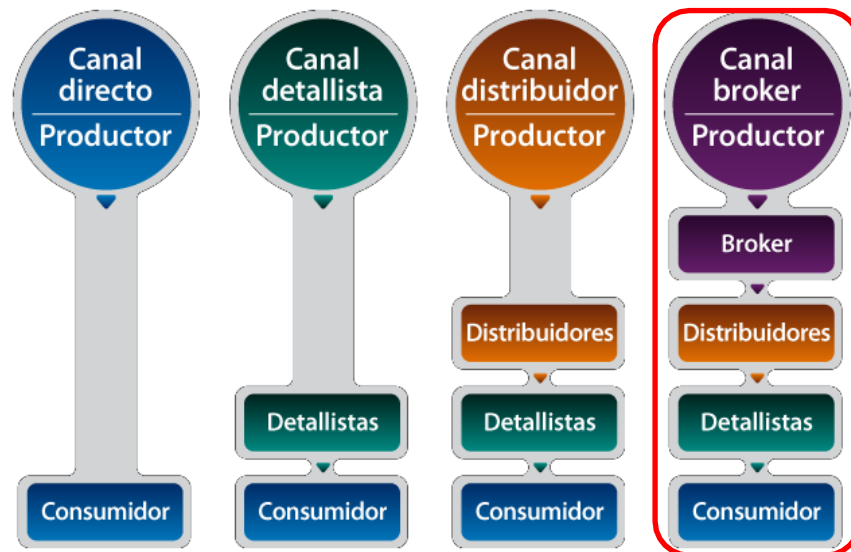 Canal
directo
Productor
Consumidor
Canal
detallista
Productor
Detallistas
Consumidor
Canal
distribuidor
Productor
Distribuidores
Detallistas
Consumidor
Canal
broker
Productor
Broker
Distribuidores
Detallistas
Consumidor